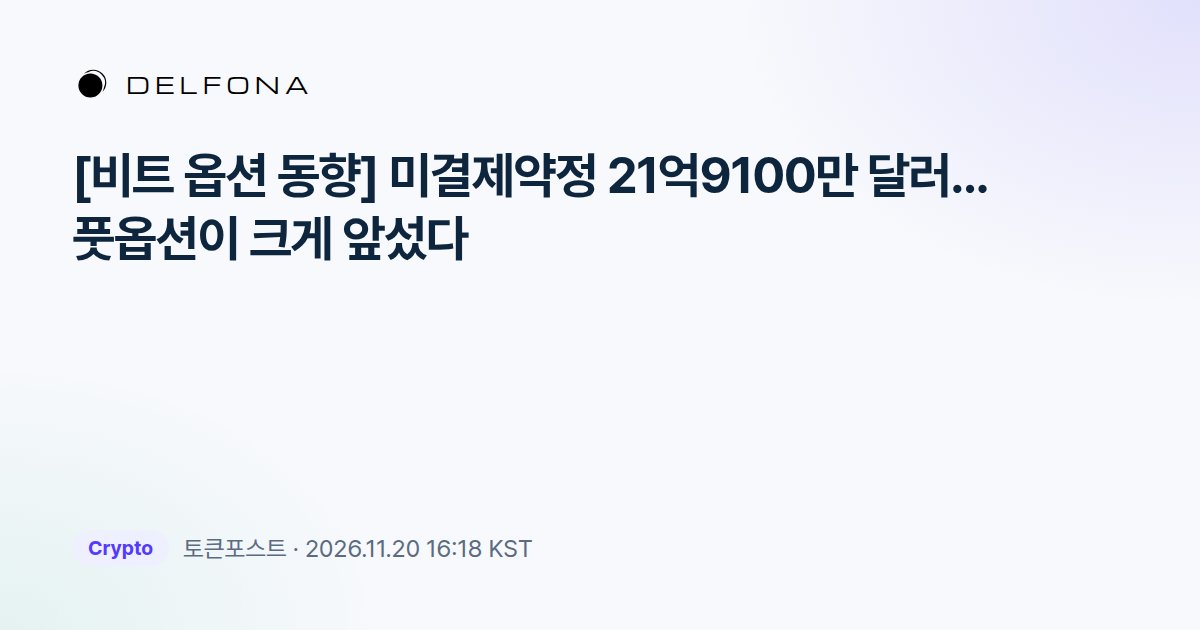 DELFONA
[비트 옵션 동향] 미결제약정 21억9100만 달러...
풋옵션이 크게 앞섰다
Crypto 토큰포스트 · 2026.11.20 16:18 KST